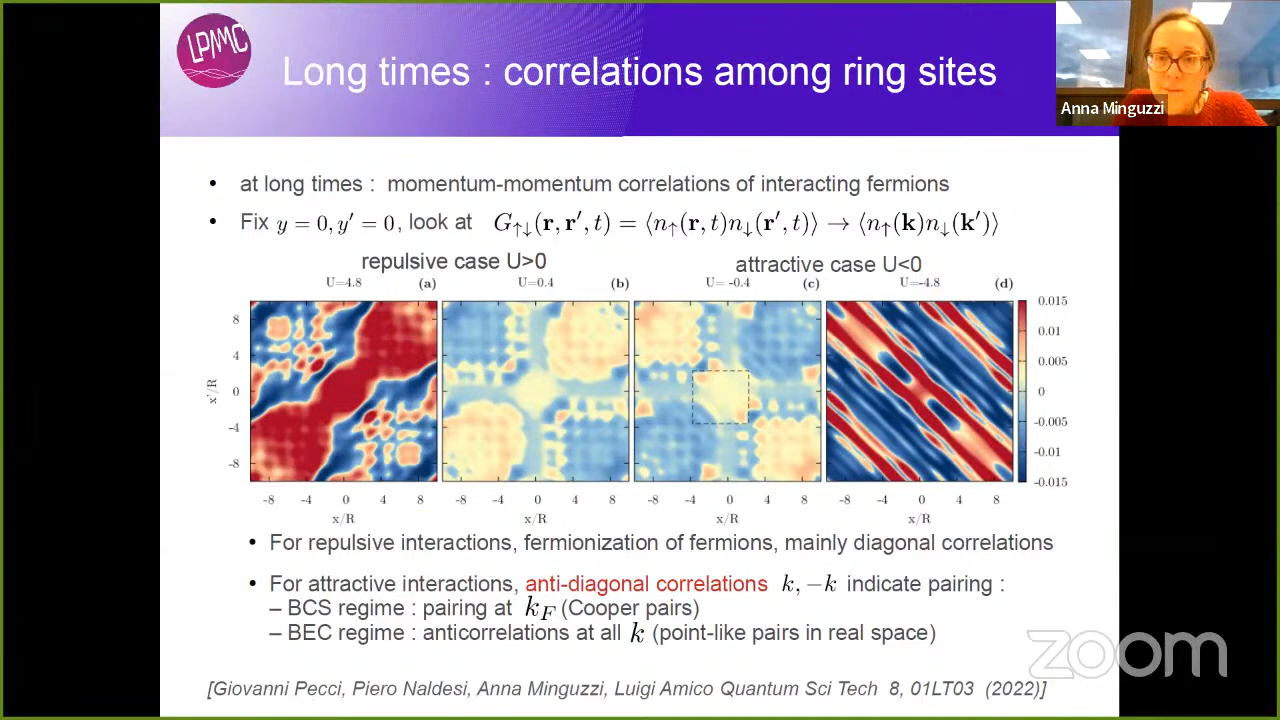 LPMMC
Long times : correlations among ring sites
Anna Minguzzi
• at long times : momentum-momentum correlations of interacting fermions
• Fix y = 0, y′ = 0, look at G↑↓(r, r′, t) = ⟨n↑(r, t)n↓(r′, t)⟩ → ⟨n↑(k)n↓(k′)⟩
repulsive case U>0 attractive case U<0
U=4.8 (a) U=0.4 (b) U= -0.4 (c) U=-4.8 (d)
8
4
0
-4
-8
x'/R
0.015
0.01
0.005
0
-0.005
-0.01
-0.015
-8 -4 0 4 8 -8 -4 0 4 8 -8 -4 0 4 8 -8 -4 0 4 8
x/R x/R x/R x/R
• For repulsive interactions, fermionization of fermions, mainly diagonal correlations
• For attractive interactions, anti-diagonal correlations k, −k indicate pairing :
– BCS regime : pairing at kF (Cooper pairs)
– BEC regime : anticorrelations at all k (point-like pairs in real space)
zoom
[Giovanni Pecci, Piero Naldesi, Anna Minguzzi, Luigi Amico Quantum Sci Tech 8, 01LT03 (2022)]